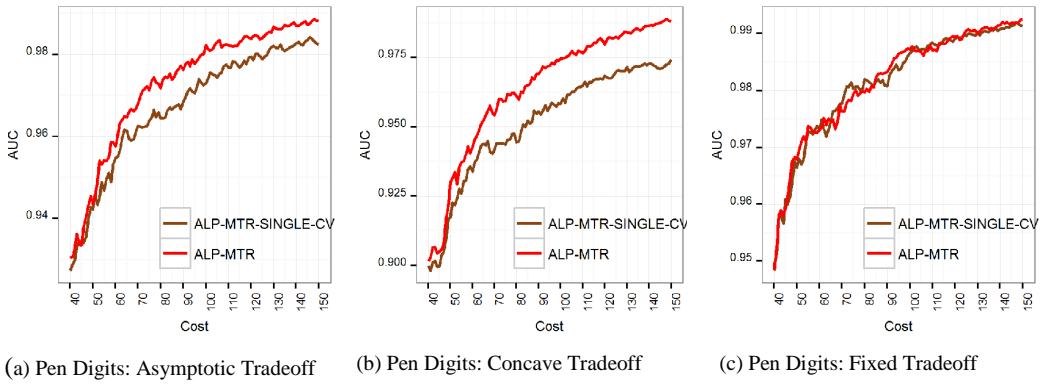 AUC
0.98
0.96
0.94
40 50 60 70 80 90 100 110 120 130 140 150
Cost
ALP-MTR-SINGLE-CV
ALP-MTR
(a) Pen Digits: Asymptotic Tradeoff
AUC
0.975
0.950
0.925
0.900
40 50 60 70 80 90 100 110 120 130 140 150
Cost
ALP-MTR-SINGLE-CV
ALP-MTR
(b) Pen Digits: Concave Tradeoff
AUC
0.99
0.98
0.97
0.96
0.95
40 50 60 70 80 90 100 110 120 130 140 150
Cost
ALP-MTR-SINGLE-CV
ALP-MTR
(c) Pen Digits: Fixed Tradeoff